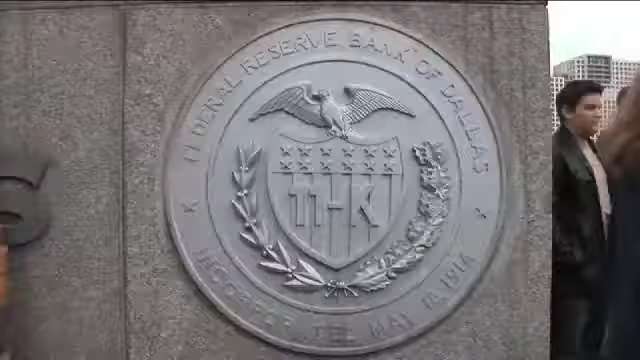 FEDERAL RESERVE BANK OF DALLAS
11-K
INCORPORATED MAY 18, 1914